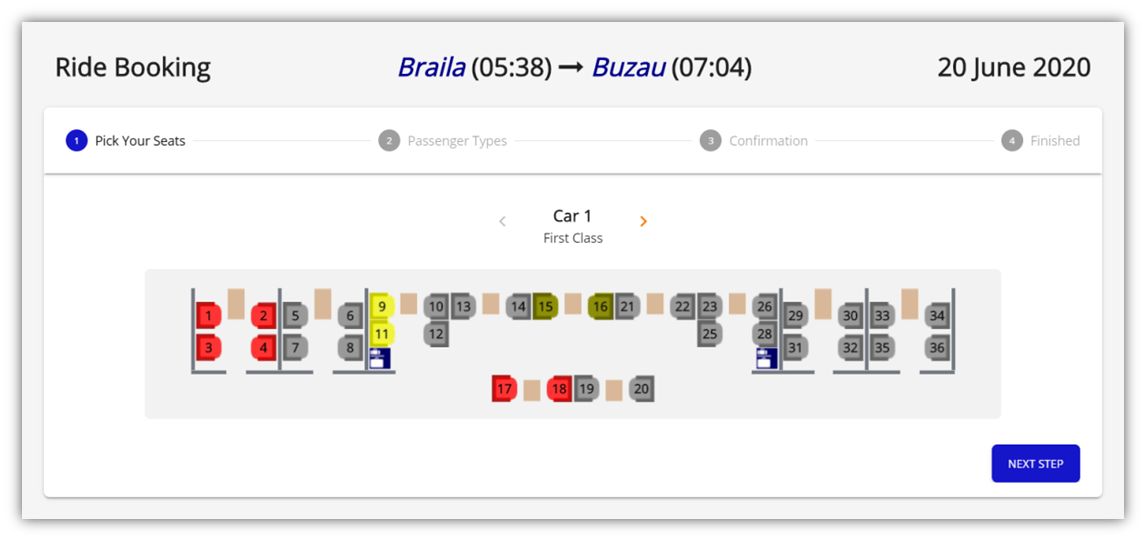 Ride Booking
Braila (05:38) → Buzau (07:04)
20 June 2020
1 Pick Your Seats
2 Passenger Types
3 Confirmation
4 Finished
< Car 1 >
First Class
1 2 5 6 9 10 13 14 15 16 21 22 23 26 29 30 33 34
3 4 7 8 11 12 25 28 31 32 35 36
17 18 19 20
NEXT STEP